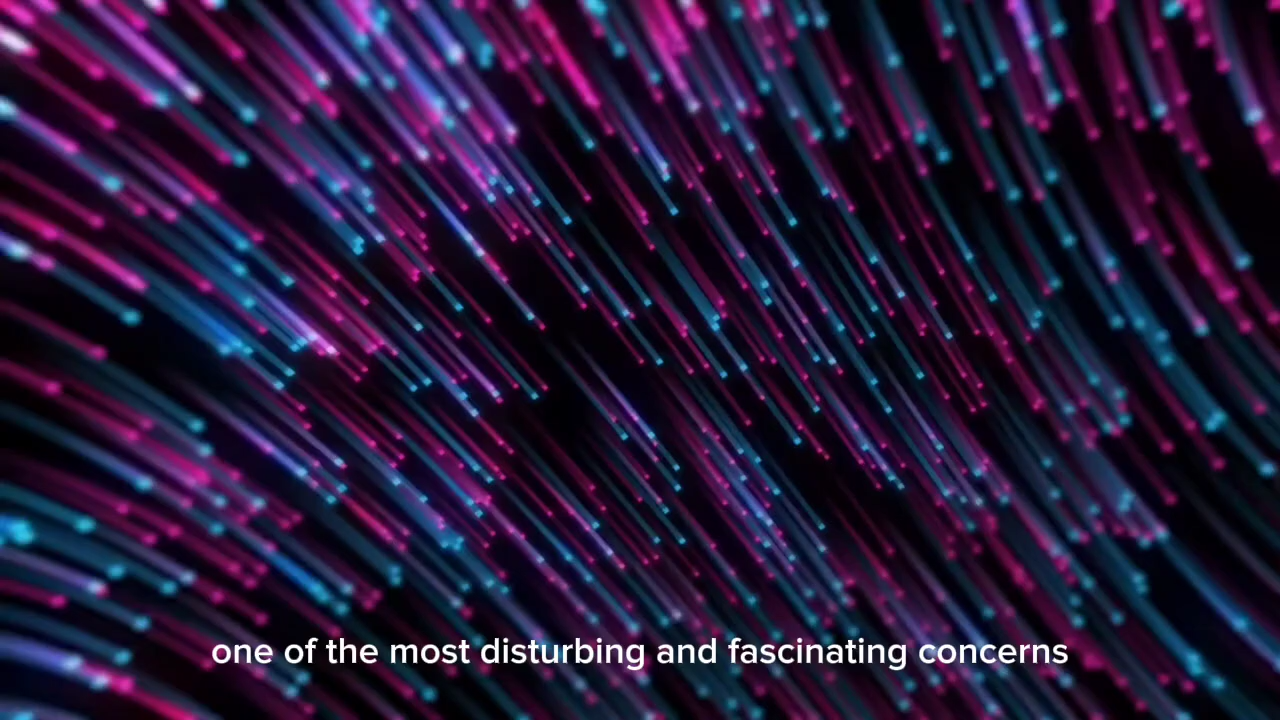 one of the most disturbing and fascinating concerns